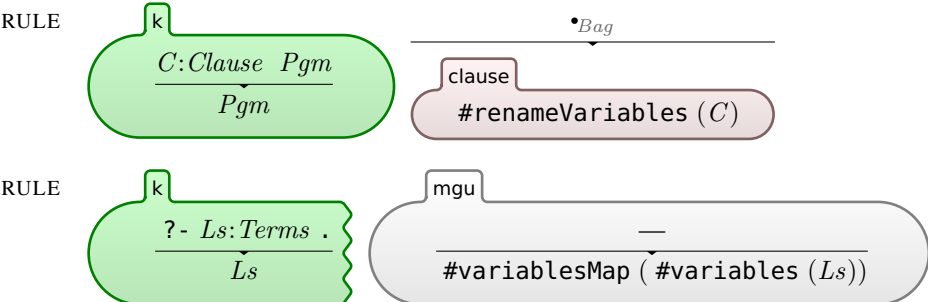 RULE k •Bag
C:Clause Pgm
Pgm
clause
#renameVariables (C)
RULE k mgu
?- Ls:Terms . —
Ls #variablesMap ( #variables (Ls))